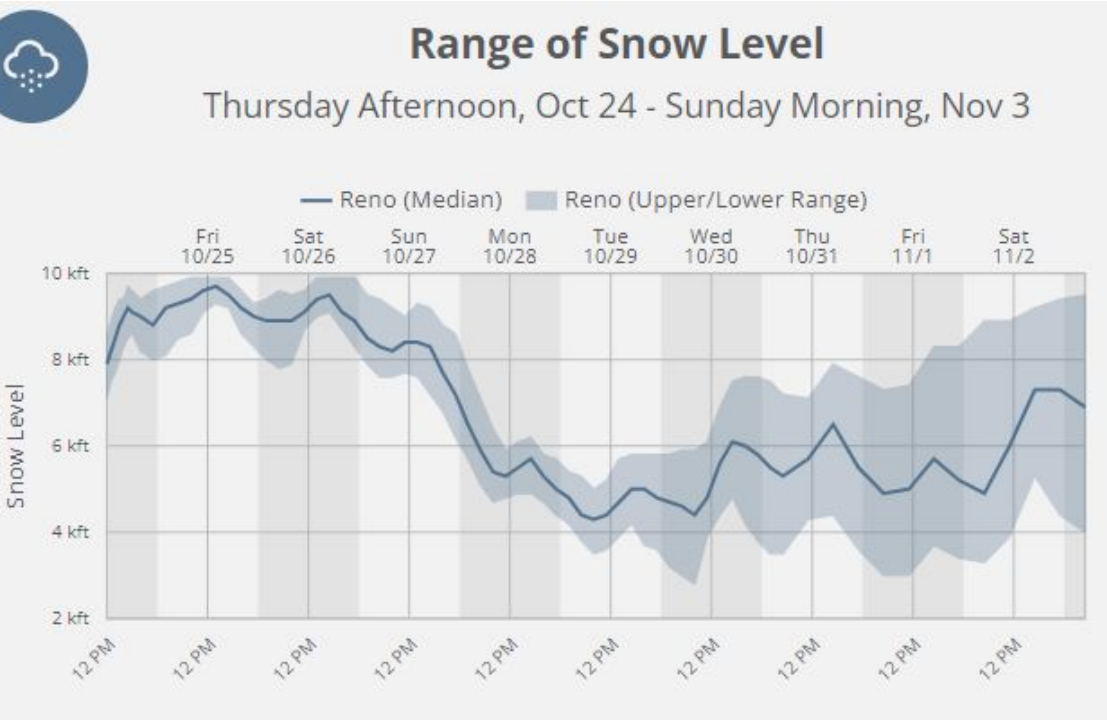 Range of Snow Level
Thursday Afternoon, Oct 24 - Sunday Morning, Nov 3
Reno (Median) Reno (Upper/Lower Range)
Fri Sat Sun Mon Tue Wed Thu Fri Sat
10/25 10/26 10/27 10/28 10/29 10/30 10/31 11/1 11/2
10 kft
8 kft
6 kft
4 kft
2 kft
Snow Level
12 PM 12 PM 12 PM 12 PM 12 PM 12 PM 12 PM 12 PM 12 PM 12 PM